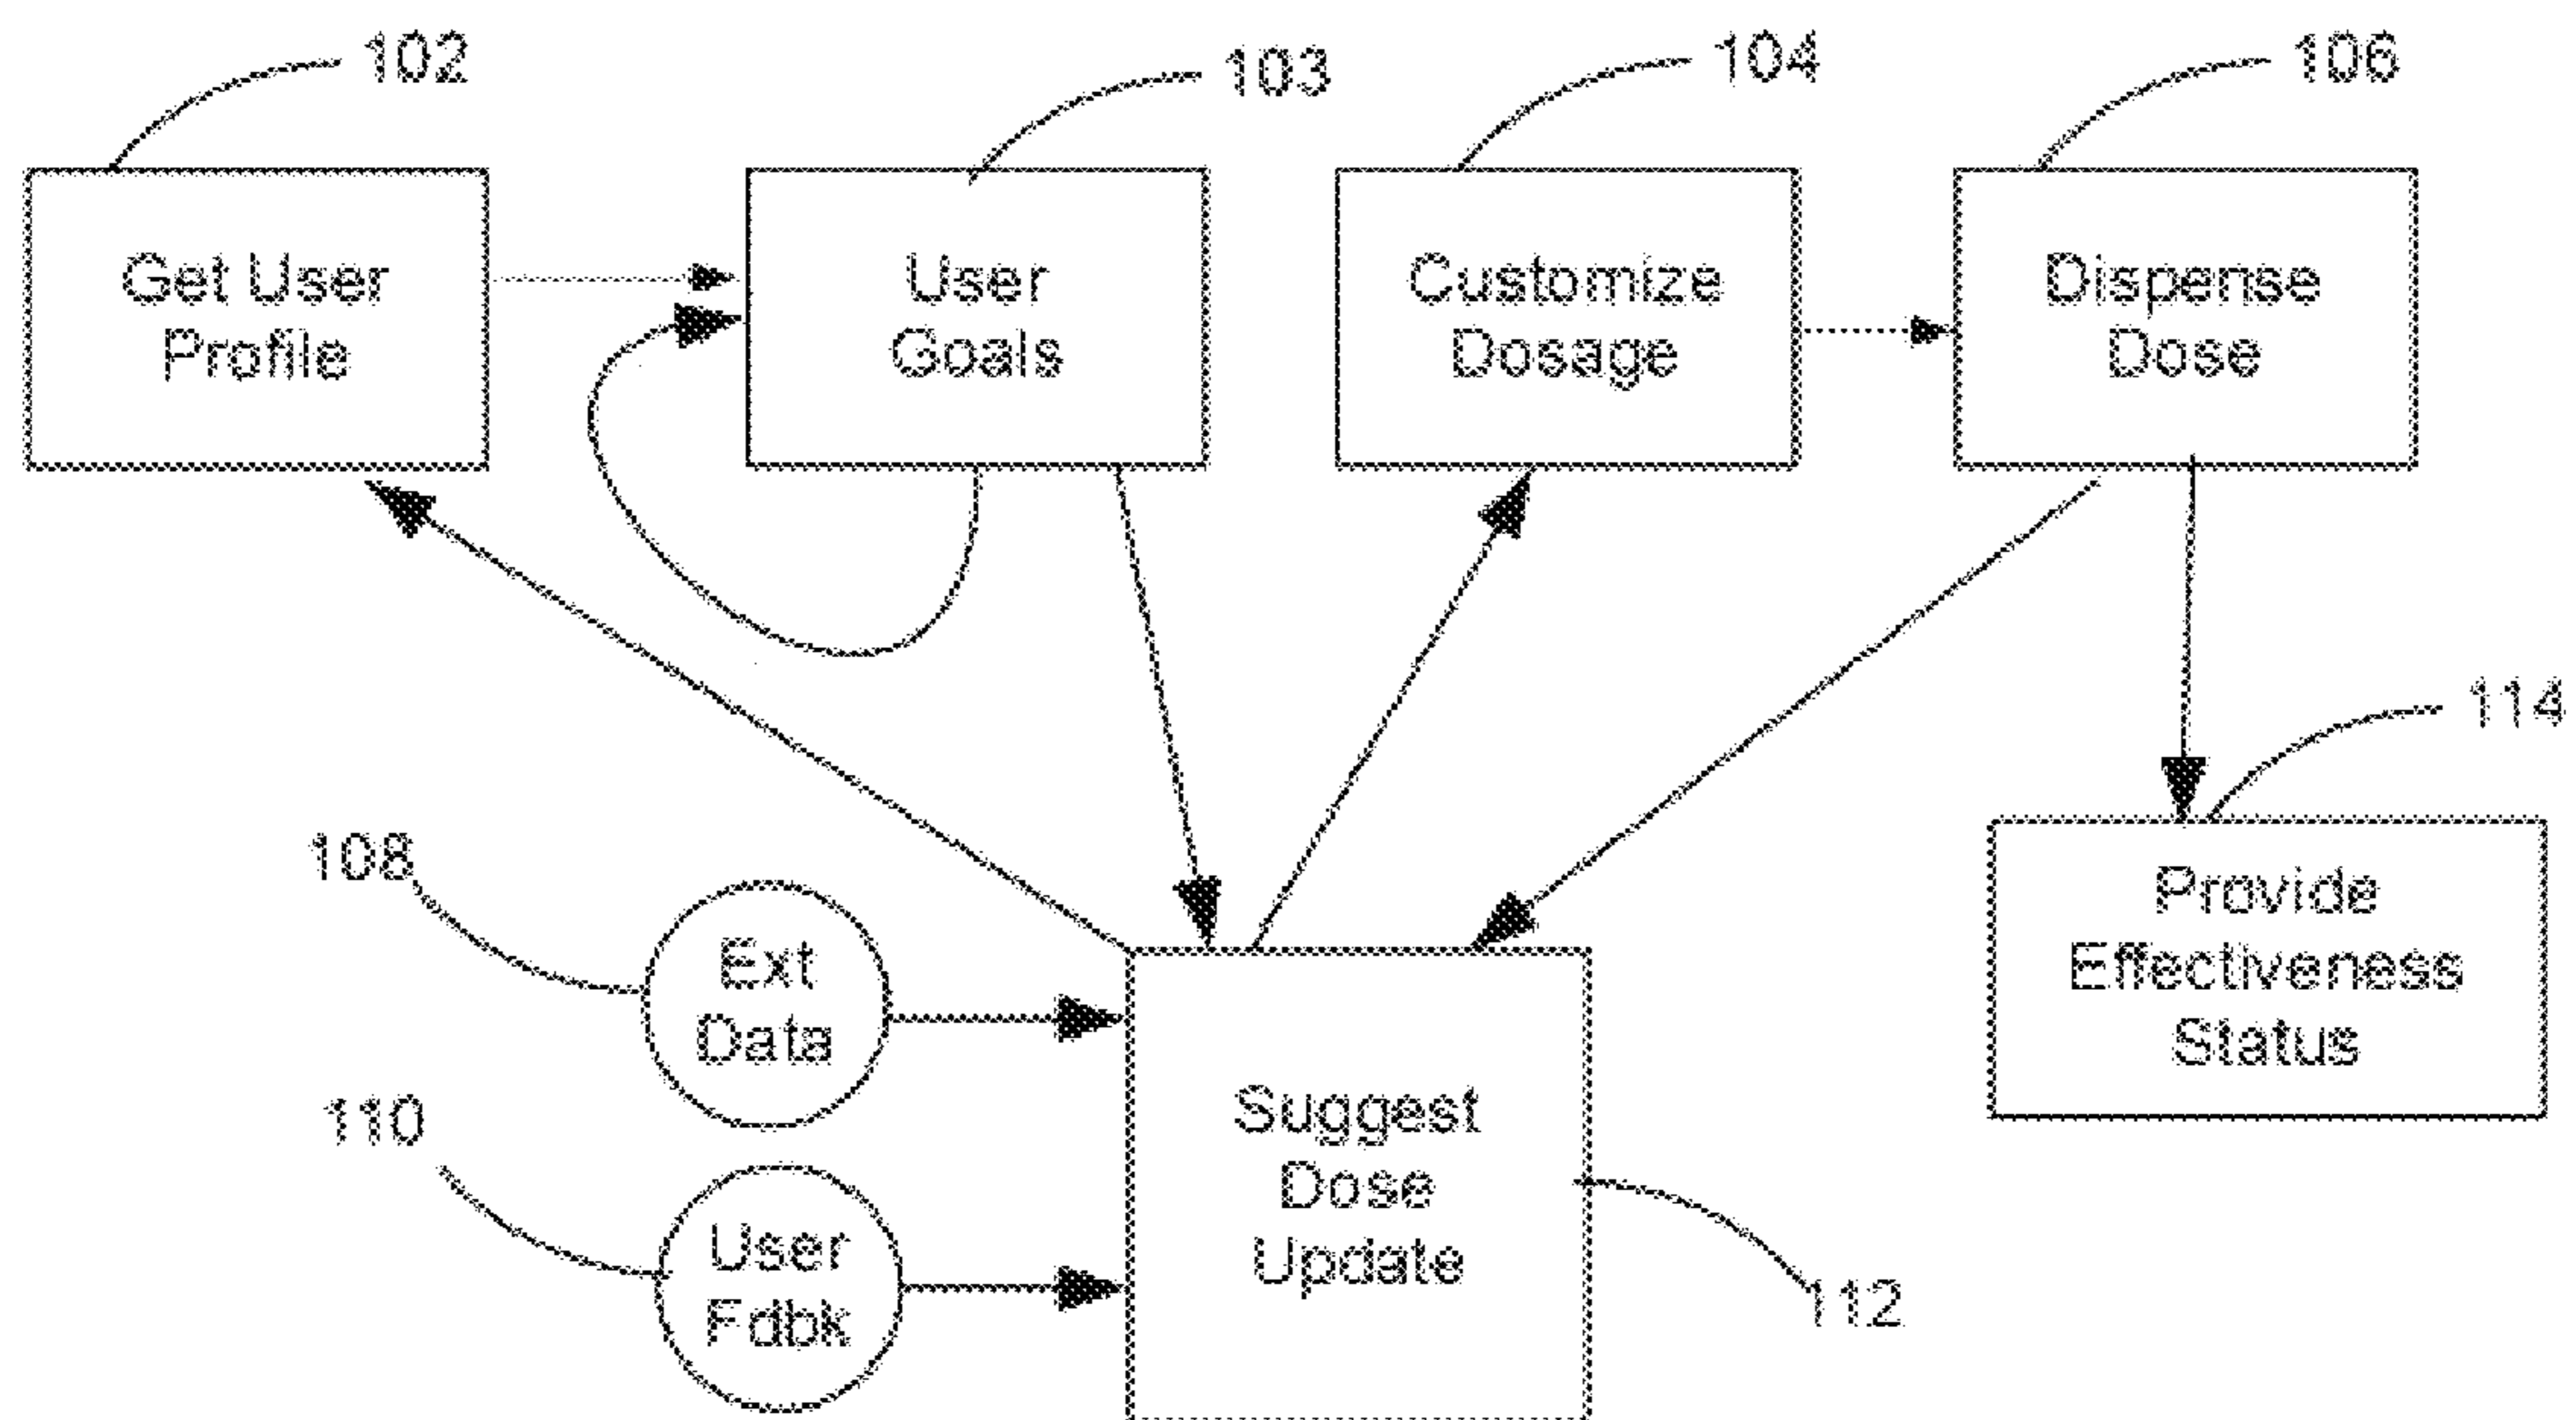 102
103
104
106
Get User
Profile
User
Goals
Customize
Dosage
Dispense
Dose
114
108
Ext
Data
Provide
Effectiveness
Status
110
User
Fdbk
Suggest
Dose
Update
112